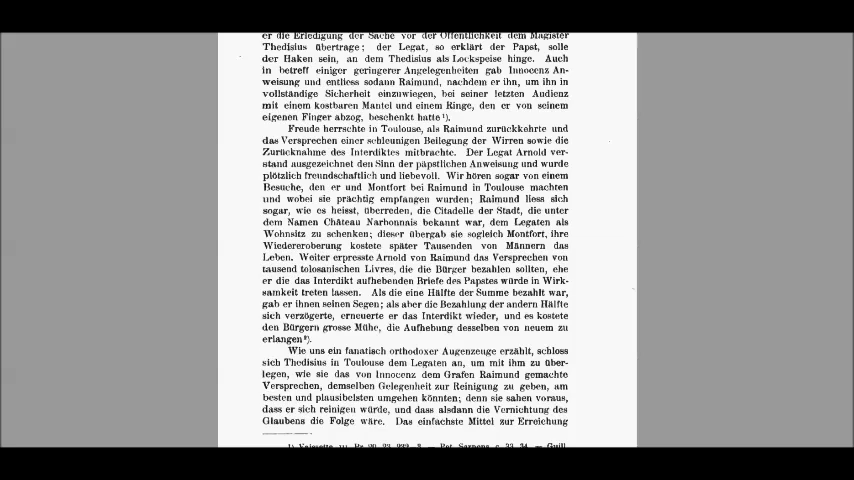 er die Erledigung der Sache vor der Öffentlichkeit dem Magister
Thedisius übertrage; der Legat, so erklärt der Papst, solle
der Haken sein, an dem Thedisius als Lockspeise hinge. Auch
in betreff einiger geringerer Angelegenheiten gab Innocenz An-
weisung und entliess sodann Raimund, nachdem er ihn, um ihn in
vollständige Sicherheit einzuwiegen, bei seiner letzten Audienz
mit einem kostbaren Mantel und einem Ringe, den er von seinem
eigenen Finger abzog, beschenkt hatte¹).
Freude herrschte in Toulouse, als Raimund zurückkehrte und
das Versprechen einer schleunigen Beilegung der Wirren sowie die
Zurücknahme des Interdiktes mitbrachte. Der Legat Arnold ver-
stand ausgezeichnet den Sinn der päpstlichen Anweisung und wurde
plötzlich freundschaftlich und liebevoll. Wir hören sogar von einem
Besuche, den er und Montfort bei Raimund in Toulouse machten
und wobei sie prächtig empfangen wurden; Raimund liess sich
sogar, wie es heisst, überreden, die Citadelle der Stadt, die unter
dem Namen Château Narbonnais bekannt war, dem Legaten als
Wohnsitz zu schenken; dieser übergab sie sogleich Montfort, ihre
Wiedereroberung kostete später Tausenden von Männern das
Leben. Weiter erpresste Arnold von Raimund das Versprechen von
tausend tolosanischen Livres, die die Bürger bezahlen sollten, ehe
er die das Interdikt aufhebenden Briefe des Papstes würde in Wirk-
samkeit treten lassen. Als die eine Hälfte der Summe bezahlt war,
gab er ihnen seinen Segen; als aber die Bezahlung der andern Hälfte
sich verzögerte, erneuerte er das Interdikt wieder, und es kostete
den Bürgern grosse Mühe, die Aufhebung desselben von neuem zu
erlangen²).
Wie uns ein fanatisch orthodoxer Augenzeuge erzählt, schloss
sich Thedisius in Toulouse dem Legaten an, um mit ihm zu über-
legen, wie sie das von Innocenz dem Grafen Raimund gemachte
Versprechen, demselben Gelegenheit zur Reinigung zu geben, am
besten und plausibelsten umgehen könnten; denn sie sahen voraus,
dass er sich reinigen würde, und dass alsdann die Vernichtung des
Glaubens die Folge wäre. Das einfachste Mittel zur Erreichung